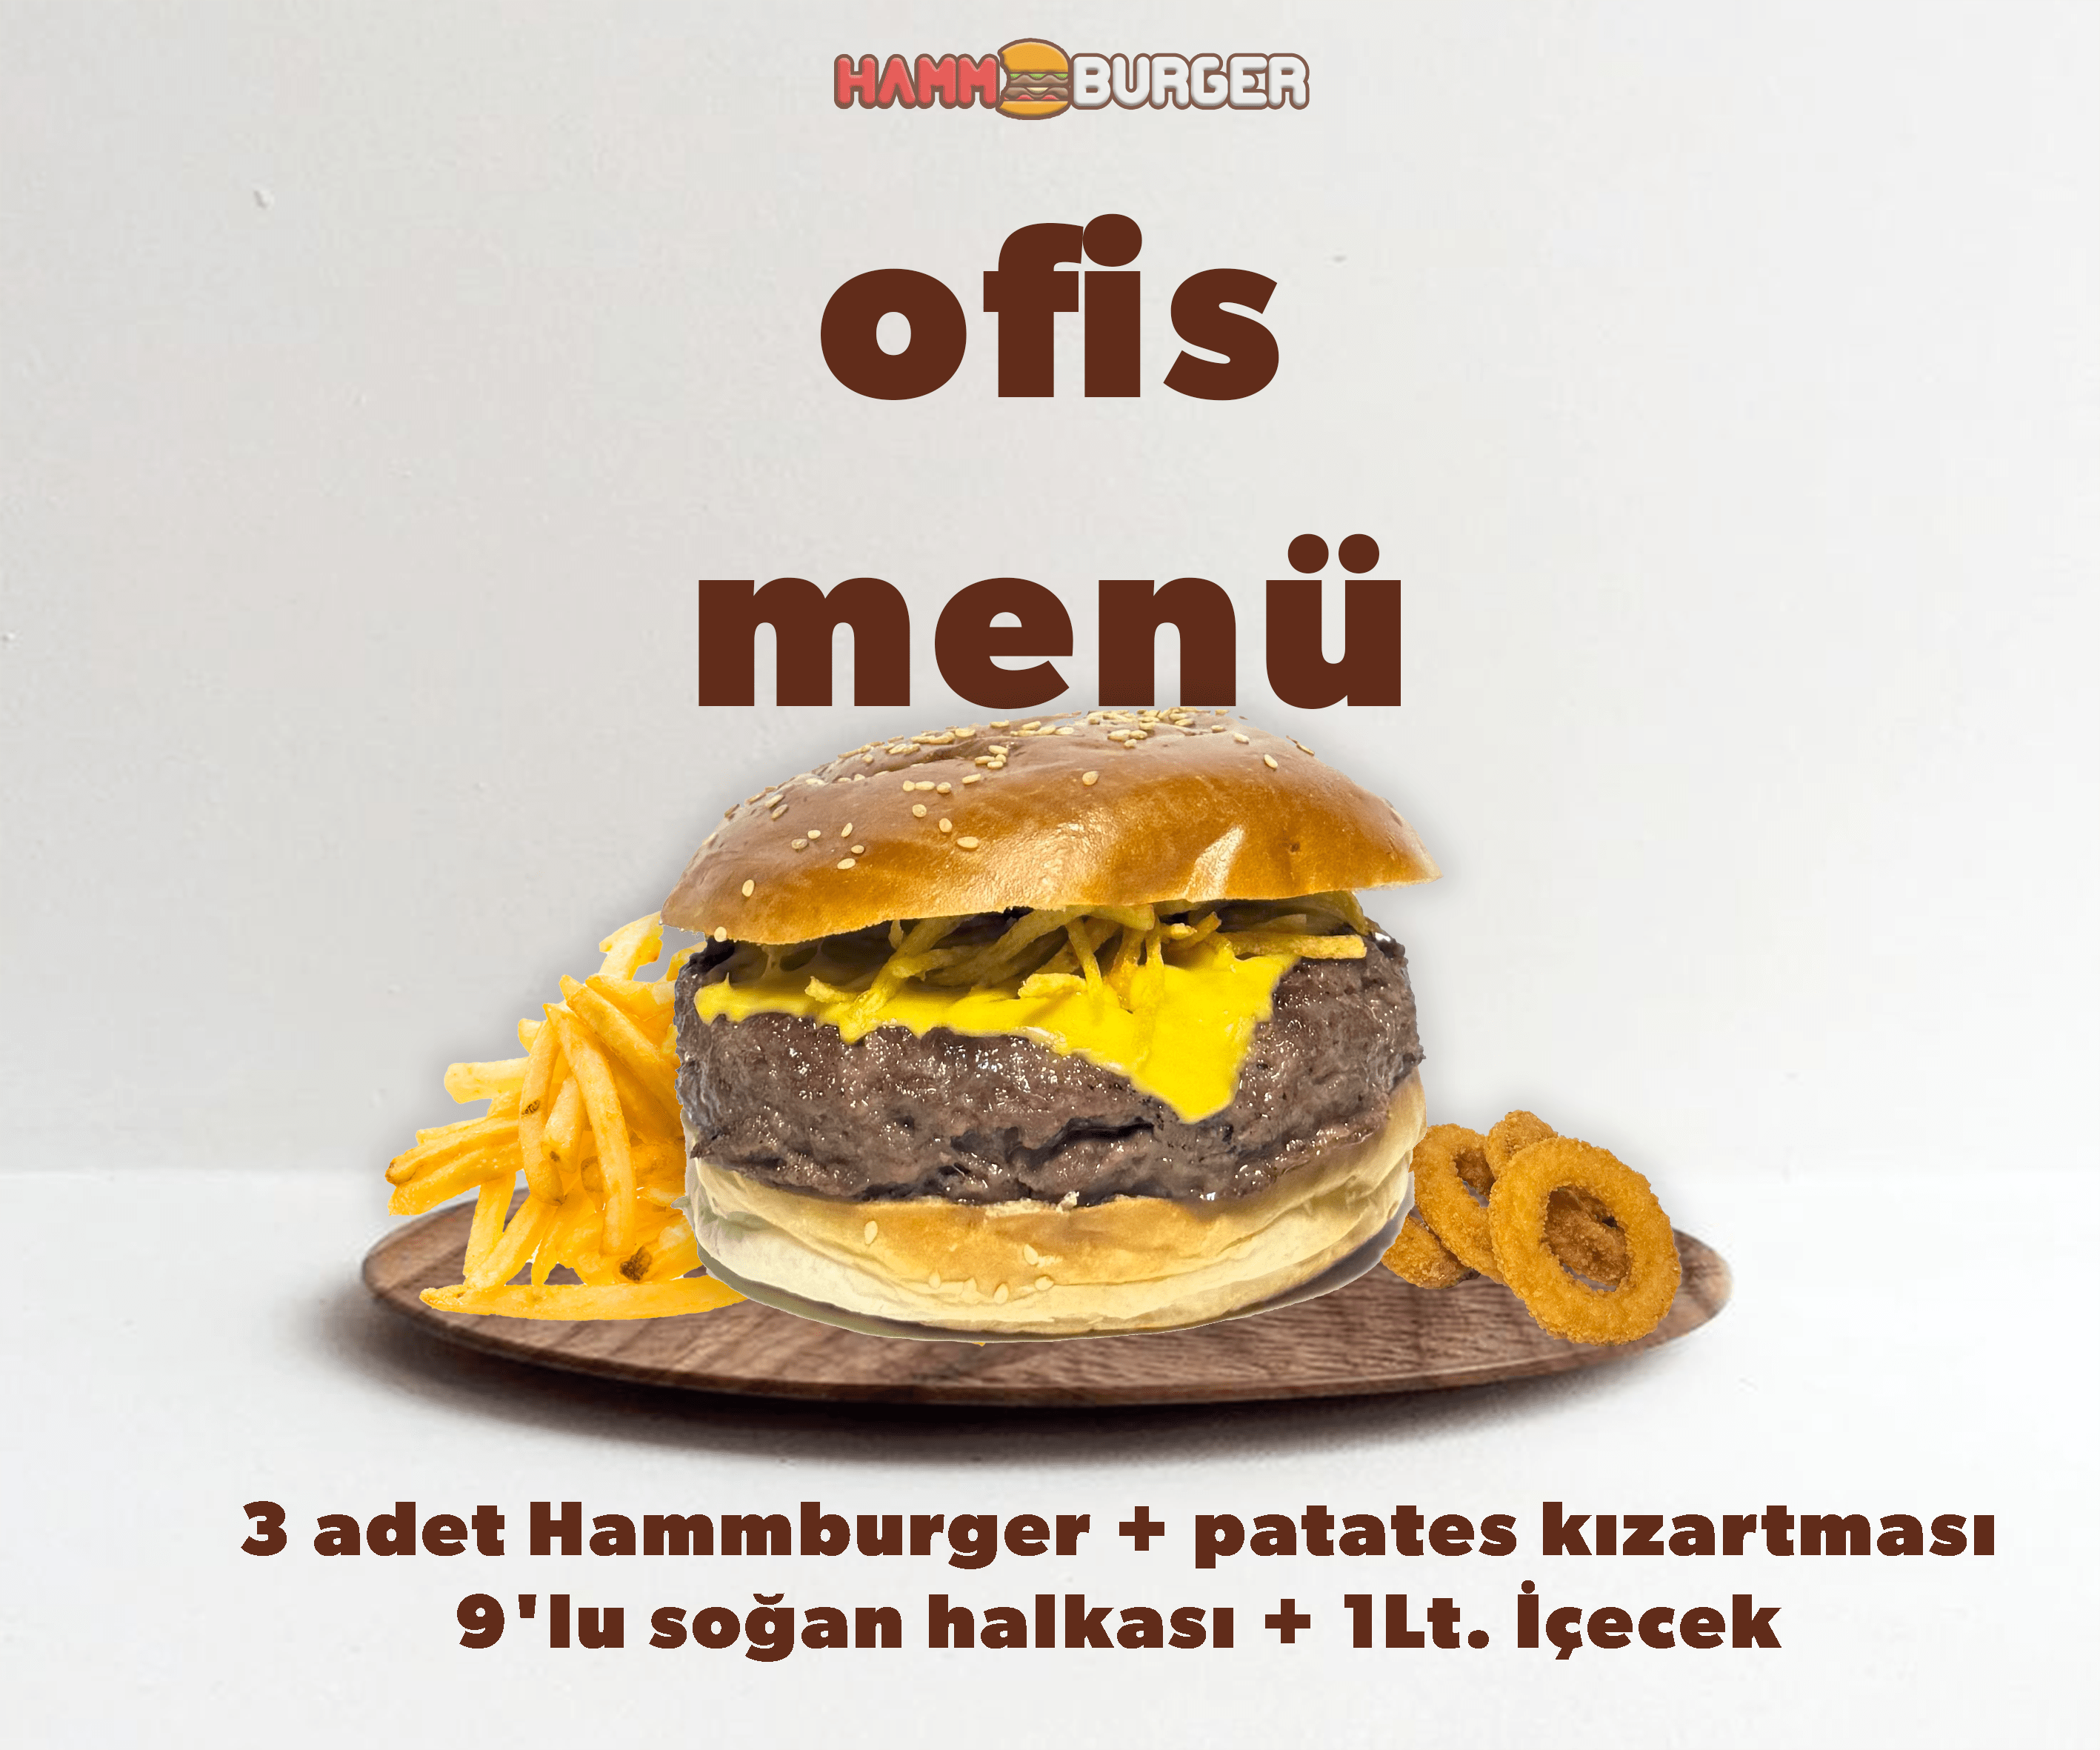 HAMMBURGER
ofis
menü
3 adet Hammburger + patates kızartması
9'lu soğan halkası + 1Lt. İçecek